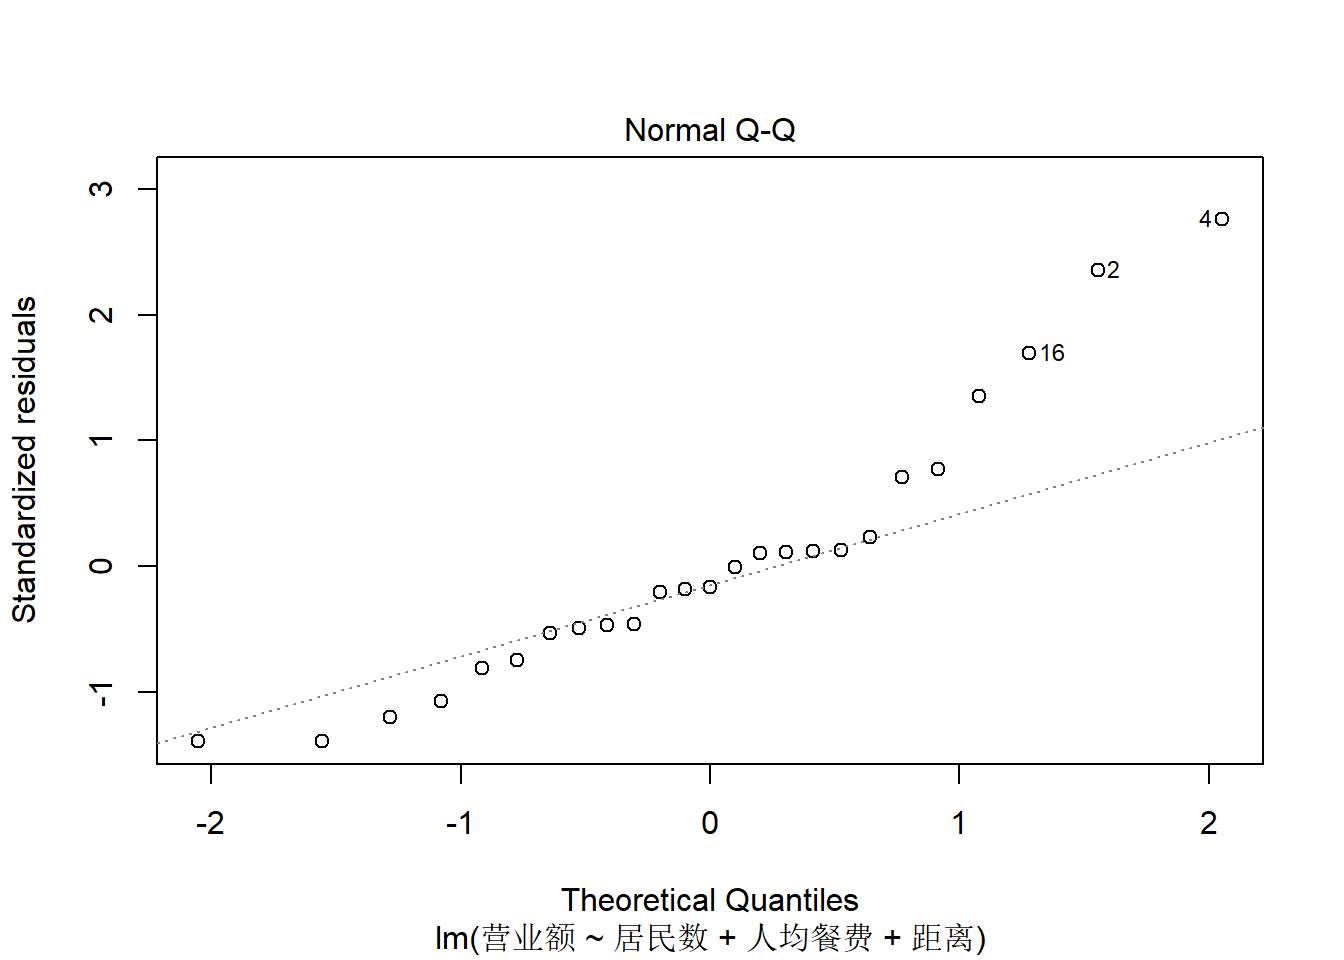 Normal Q-Q
Standardized residuals
3
2
1
0
-1
4
2
16
-2 -1 0 1 2
Theoretical Quantiles
lm(营业额 ~ 居民数 + 人均餐费 + 距离)